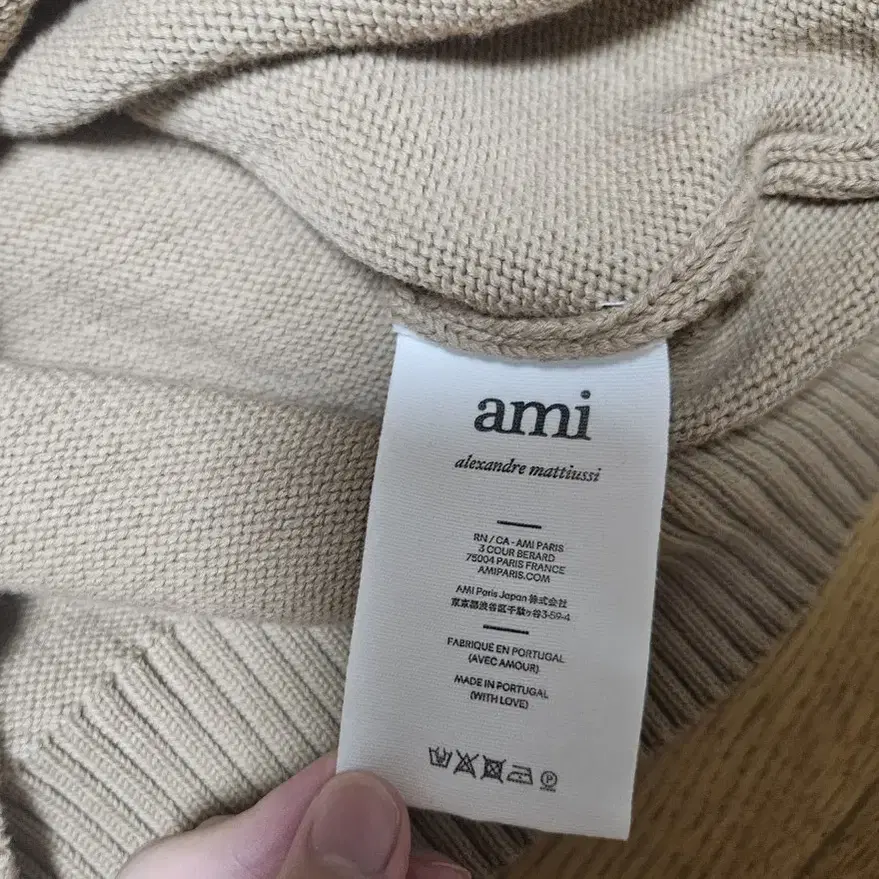 ami
alexandre mattiussi
RN / CA - AMI PARIS
3 COUR BERARD
75004 PARIS FRANCE
AMIPARIS.COM
AMI Paris Japan 株式会社
東京都渋谷区千駄ヶ谷3-59-4
FABRIQUÉ EN PORTUGAL
(AVEC AMOUR)
MADE IN PORTUGAL
(WITH LOVE)
P